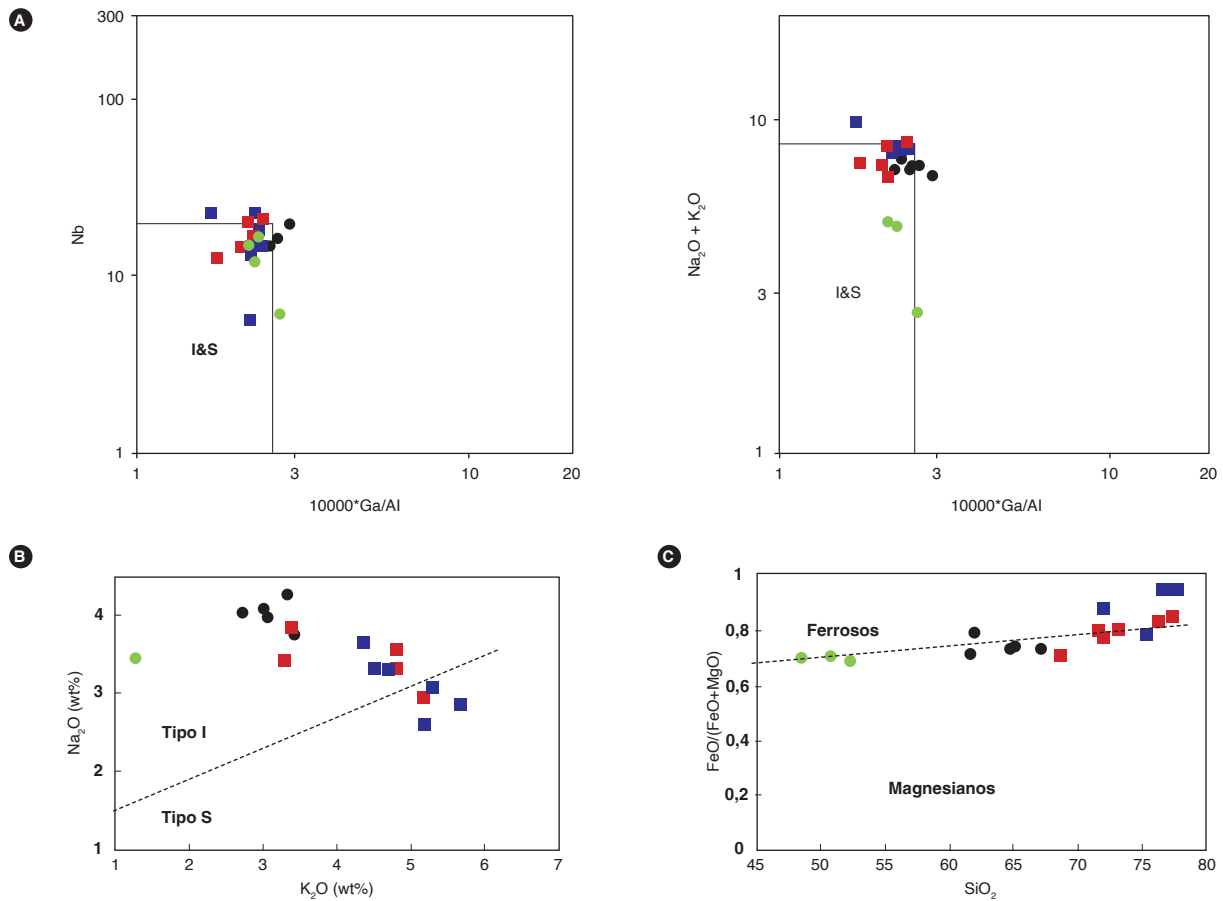 A
300
100
10
1
Nb
I&S
1
3
10
20
10000*Ga/Al
10
3
1
Na2O + K2O
I&S
1
3
10
20
10000*Ga/Al
B
4
3
2
1
Na2O (wt%)
Tipo I
Tipo S
1
2
3
4
5
6
7
K2O (wt%)
C
1
0,8
0,6
0,4
0,2
0
FeO/(FeO+MgO)
Ferrosos
Magnesianos
45
50
55
60
65
70
75
80
SiO2